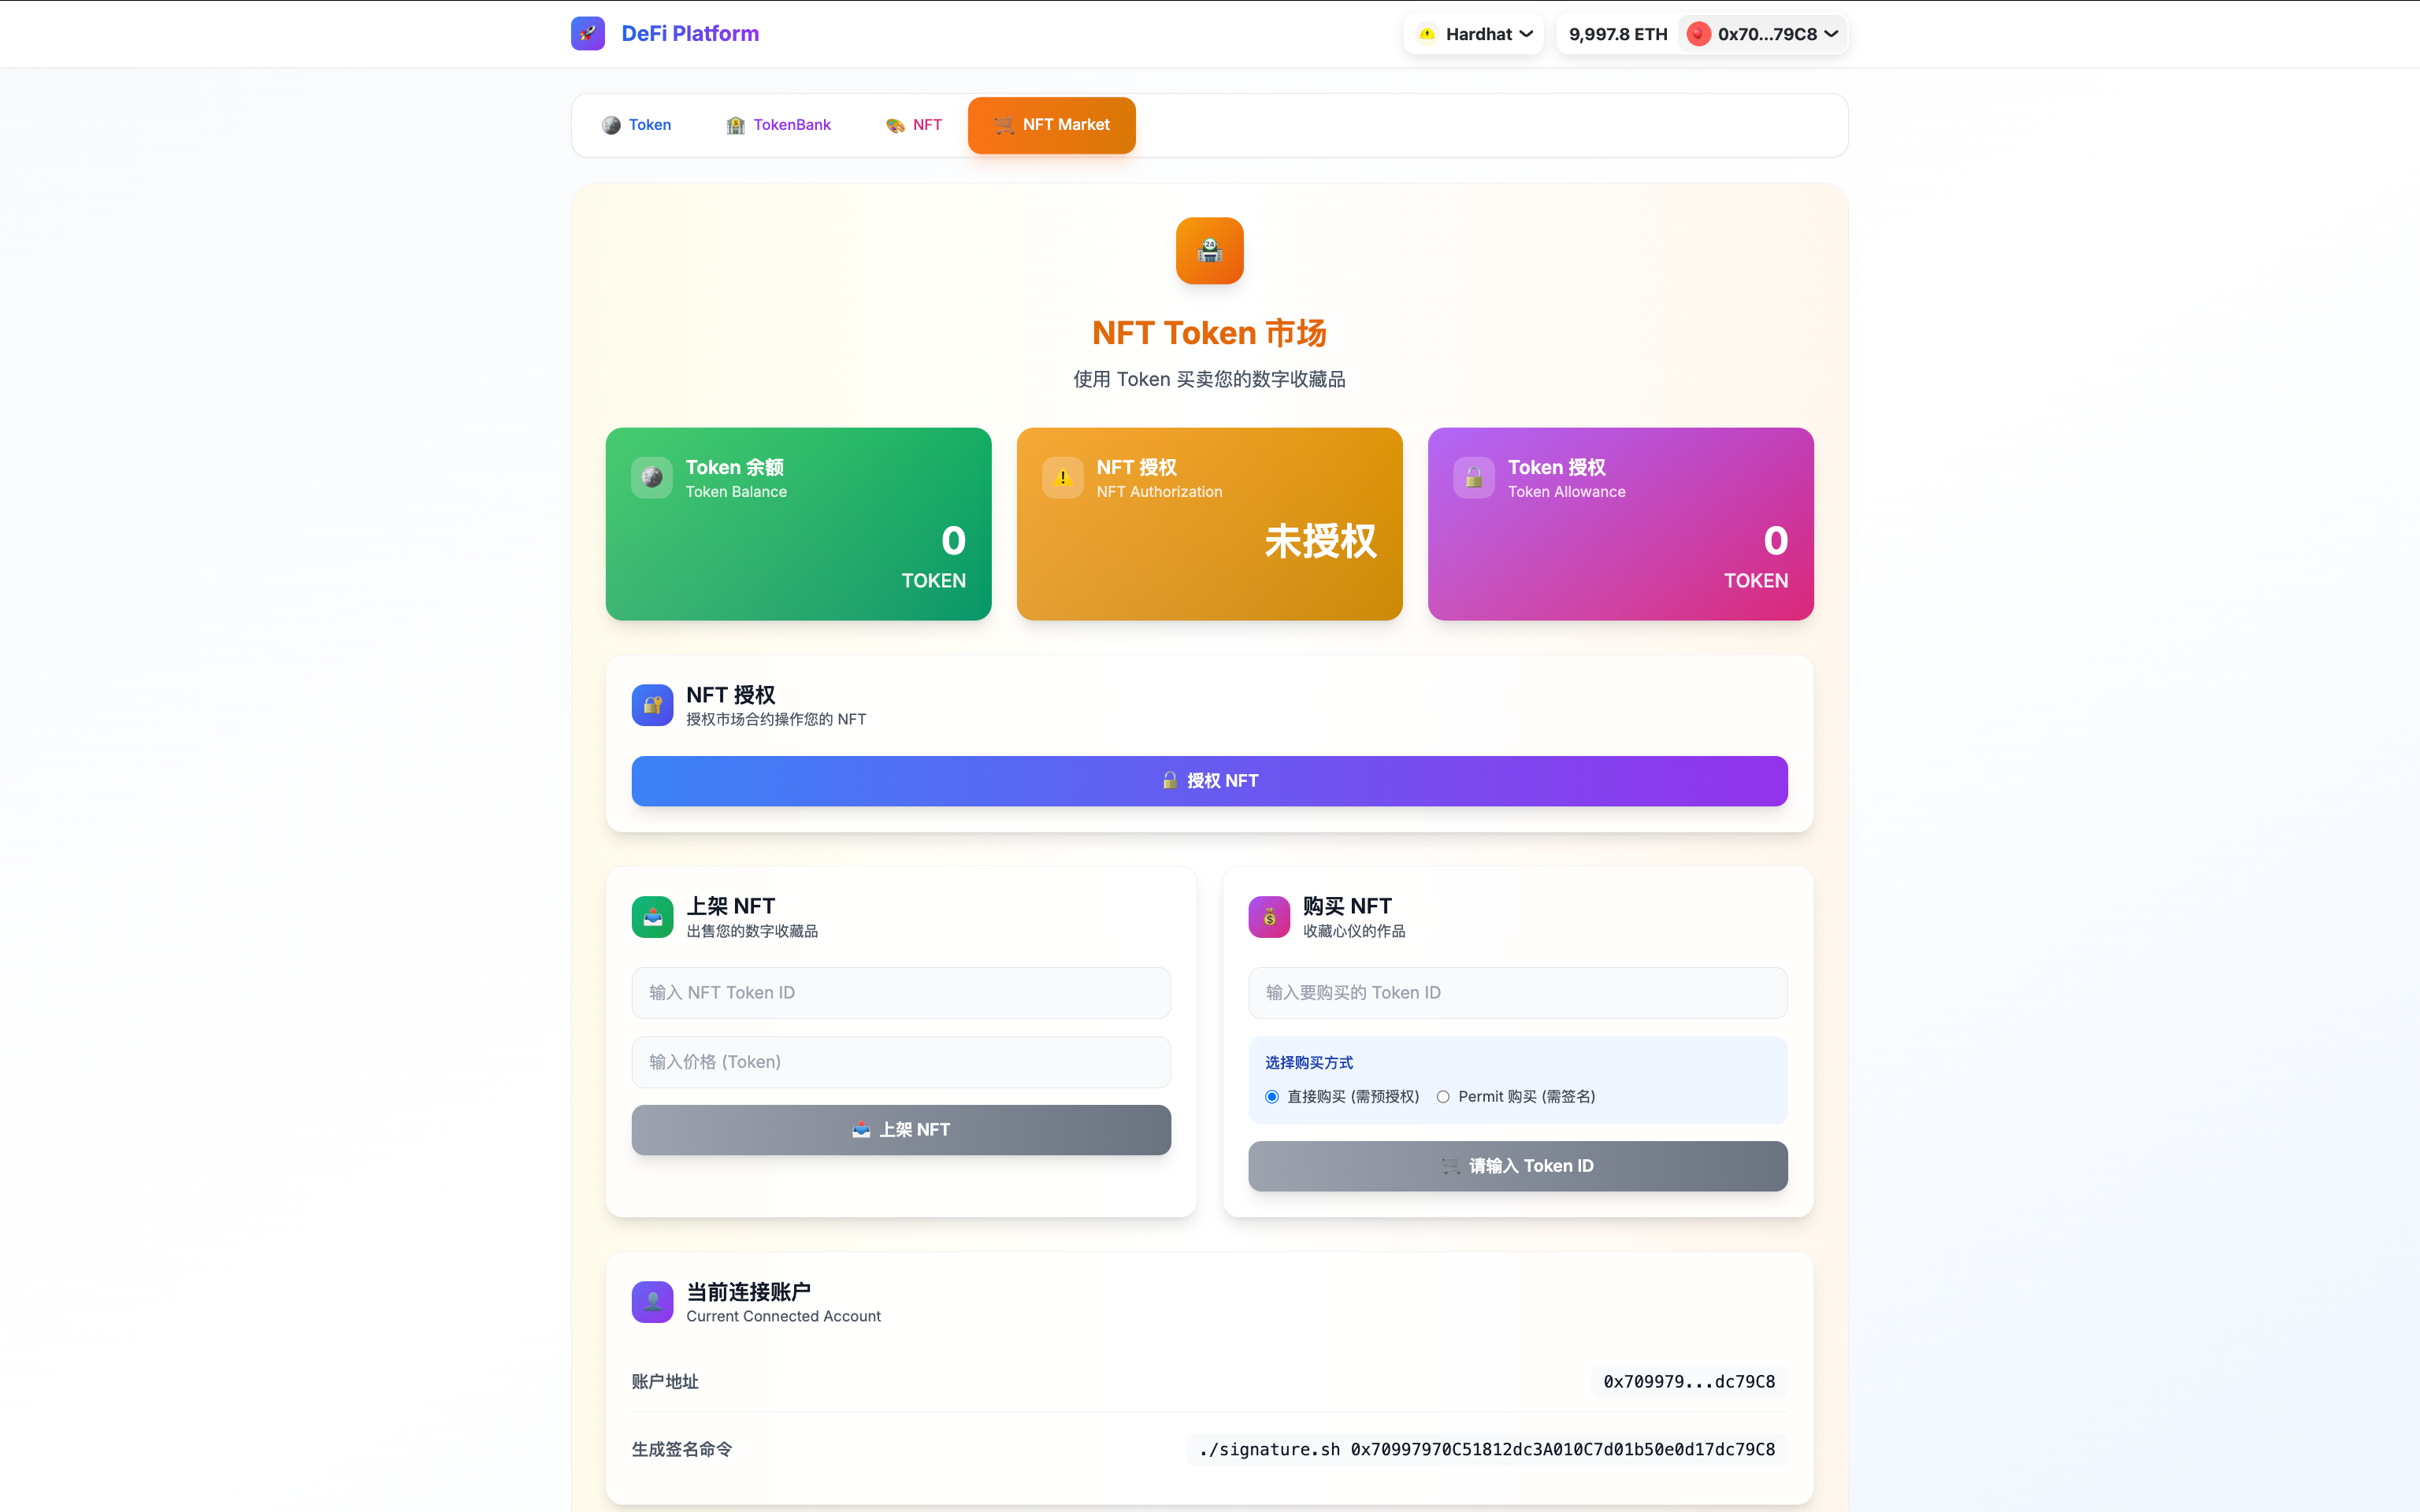 DeFi Platform
Hardhat
9,997.8 ETH
0x70...79C8
Token
TokenBank
NFT
NFT Market
24
NFT Token 市场
使用 Token 买卖您的数字收藏品
Token 余额
Token Balance
0
TOKEN
NFT 授权
NFT Authorization
未授权
Token 授权
Token Allowance
0
TOKEN
NFT 授权
授权市场合约操作您的 NFT
授权 NFT
上架 NFT
出售您的数字收藏品
输入 NFT Token ID
输入价格 (Token)
上架 NFT
购买 NFT
收藏心仪的作品
输入要购买的 Token ID
选择购买方式
直接购买 (需预授权)
Permit 购买 (需签名)
请输入 Token ID
当前连接账户
Current Connected Account
账户地址
0x709979...dc79C8
生成签名命令
./signature.sh 0x70997970C51812dc3A010C7d01b50e0d17dc79C8